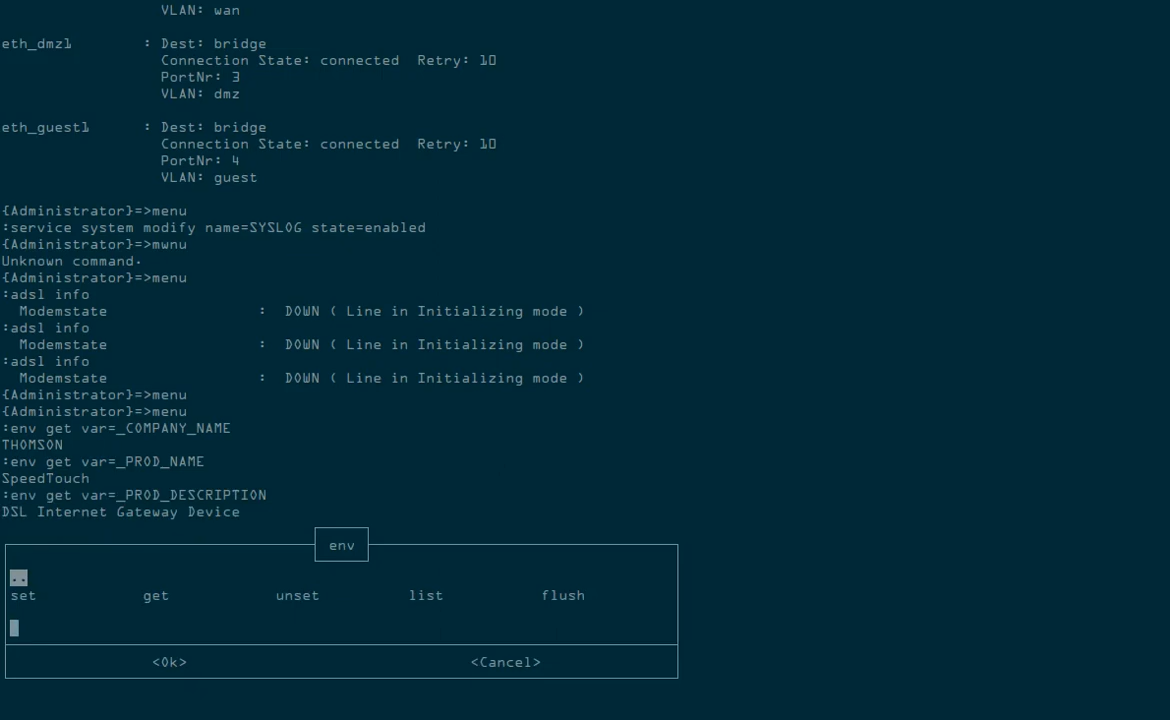 VLAN: wan
eth_dmz1 : Dest: bridge
Connection State: connected Retry: 10
PortNr: 3
VLAN: dmz
eth_guest1 : Dest: bridge
Connection State: connected Retry: 10
PortNr: 4
VLAN: guest
{Administrator}=>menu
:service system modify name=SYSLOG state=enabled
{Administrator}=>mwnu
Unknown command.
{Administrator}=>menu
:adsl info
Modemstate : DOWN ( Line in Initializing mode )
:adsl info
Modemstate : DOWN ( Line in Initializing mode )
:adsl info
Modemstate : DOWN ( Line in Initializing mode )
{Administrator}=>menu
{Administrator}=>menu
:env get var=_COMPANY_NAME
THOMSON
:env get var=_PROD_NAME
SpeedTouch
:env get var=_PROD_DESCRIPTION
DSL Internet Gateway Device
env
..
set get unset list flush
<Ok> <Cancel>